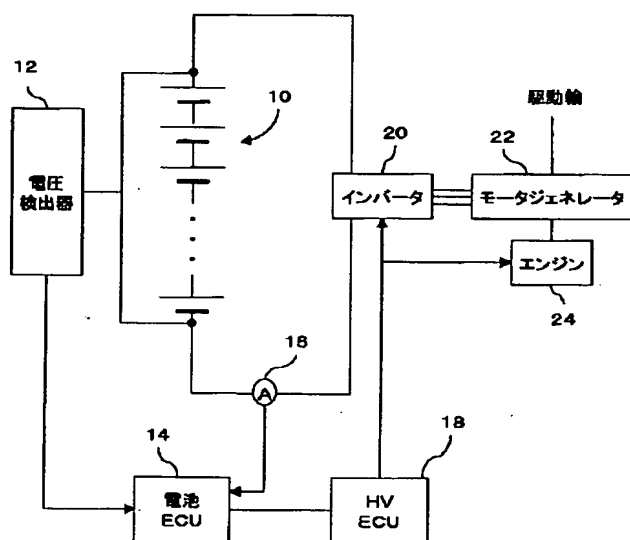 12
10
駆動輪
20
22
電圧
検出器
インバータ
モータジェネレータ
エンジン
24
18
A
14
18
電池
ECU
HV
ECU